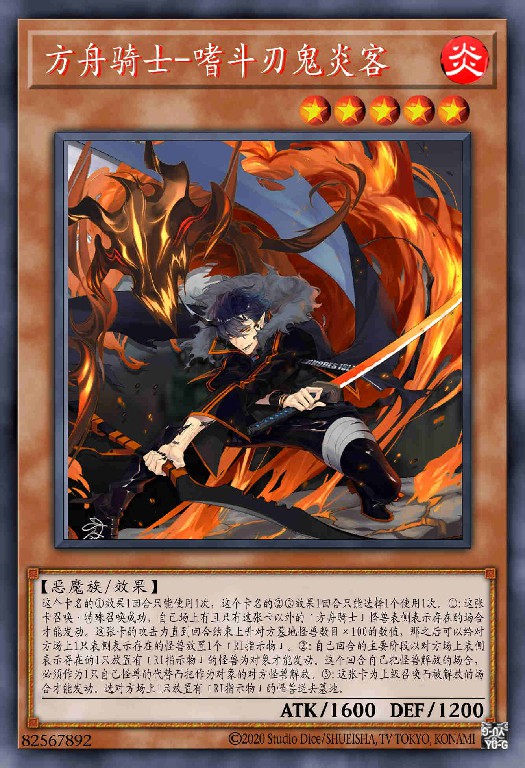 方舟骑士-嗜斗刃鬼炎客
炎
RHODES ISL
【恶魔族/效果】
这个卡名的①效果1回合只能使用1次，这个卡名的②③效果1回合只能选择1个使用1次。①：这张
卡召唤·特殊召唤成功，自己场上有且只有这张卡以外的「方舟骑士」怪兽表侧表示存在的场合
才能发动。这张卡的攻击力直到回合结束上升对方墓地怪兽数目×100的数值，那之后可以给对
方场上1只表侧表示存在的怪兽放置1个「RI指示物」。②：自己回合的主要阶段以对方场上表侧
表示存在的1只放置有「RI指示物」的怪兽为对象才能发动。这个回合自己把怪兽解放的场合，
必须作为1只自己怪兽的代替而把作为对象的对方怪兽解放。③：这张卡为上级召唤而被解放的场
合才能发动，选对方场上1只放置有「RI指示物」的怪兽送去墓地。
ATK/1600 DEF/1200
82567892
©2020 Studio Dice/SHUEISHA, TV TOKYO, KONAMI